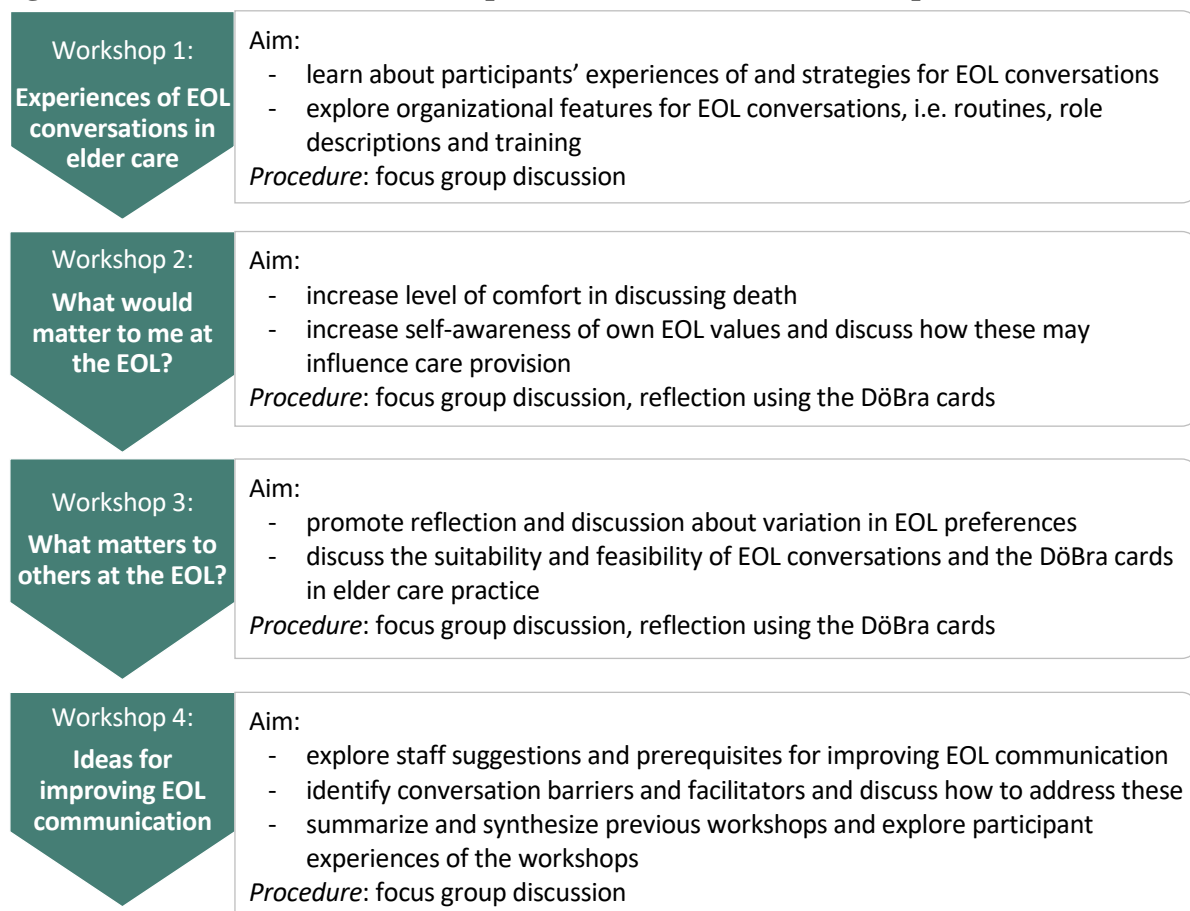 Workshop 1:
Experiences of EOL
conversations in
elder care
Aim:
- learn about participants’ experiences of and strategies for EOL conversations
- explore organizational features for EOL conversations, i.e. routines, role
descriptions and training
Procedure: focus group discussion
Workshop 2:
What would
matter to me at
the EOL?
Aim:
- increase level of comfort in discussing death
- increase self-awareness of own EOL values and discuss how these may
influence care provision
Procedure: focus group discussion, reflection using the DöBra cards
Workshop 3:
What matters to
others at the EOL?
Aim:
- promote reflection and discussion about variation in EOL preferences
- discuss the suitability and feasibility of EOL conversations and the DöBra cards
in elder care practice
Procedure: focus group discussion, reflection using the DöBra cards
Workshop 4:
Ideas for
improving EOL
communication
Aim:
- explore staff suggestions and prerequisites for improving EOL communication
- identify conversation barriers and facilitators and discuss how to address these
- summarize and synthesize previous workshops and explore participant
experiences of the workshops
Procedure: focus group discussion